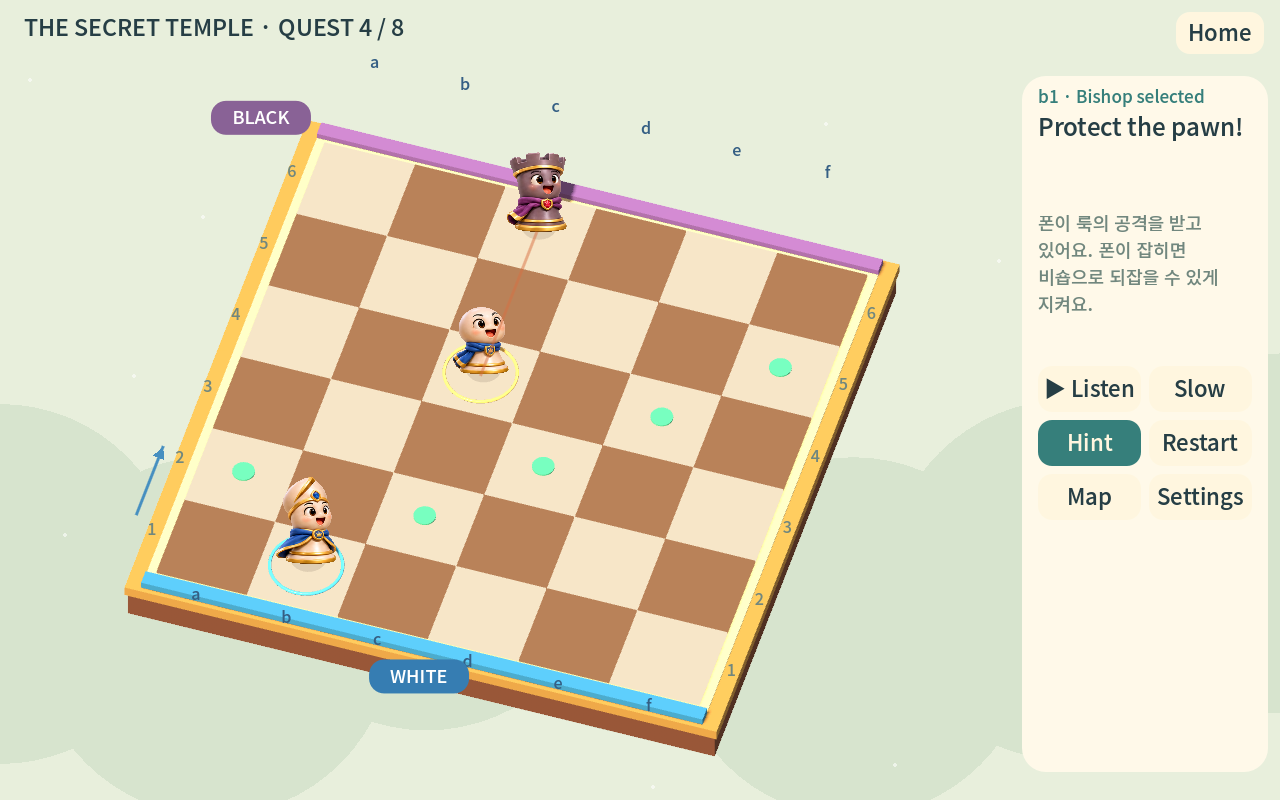 THE SECRET TEMPLE · QUEST 4 / 8
Home
a
b
c
d
e
f
BLACK
b1 · Bishop selected
Protect the pawn!
폰이 룩의 공격을 받고
있어요. 폰이 잡히면
비숍으로 되잡을 수 있게
지켜요.
▶ Listen
Slow
Hint
Restart
Map
Settings
6
5
4
3
2
1
6
5
4
3
2
1
a
b
c
d
e
f
WHITE